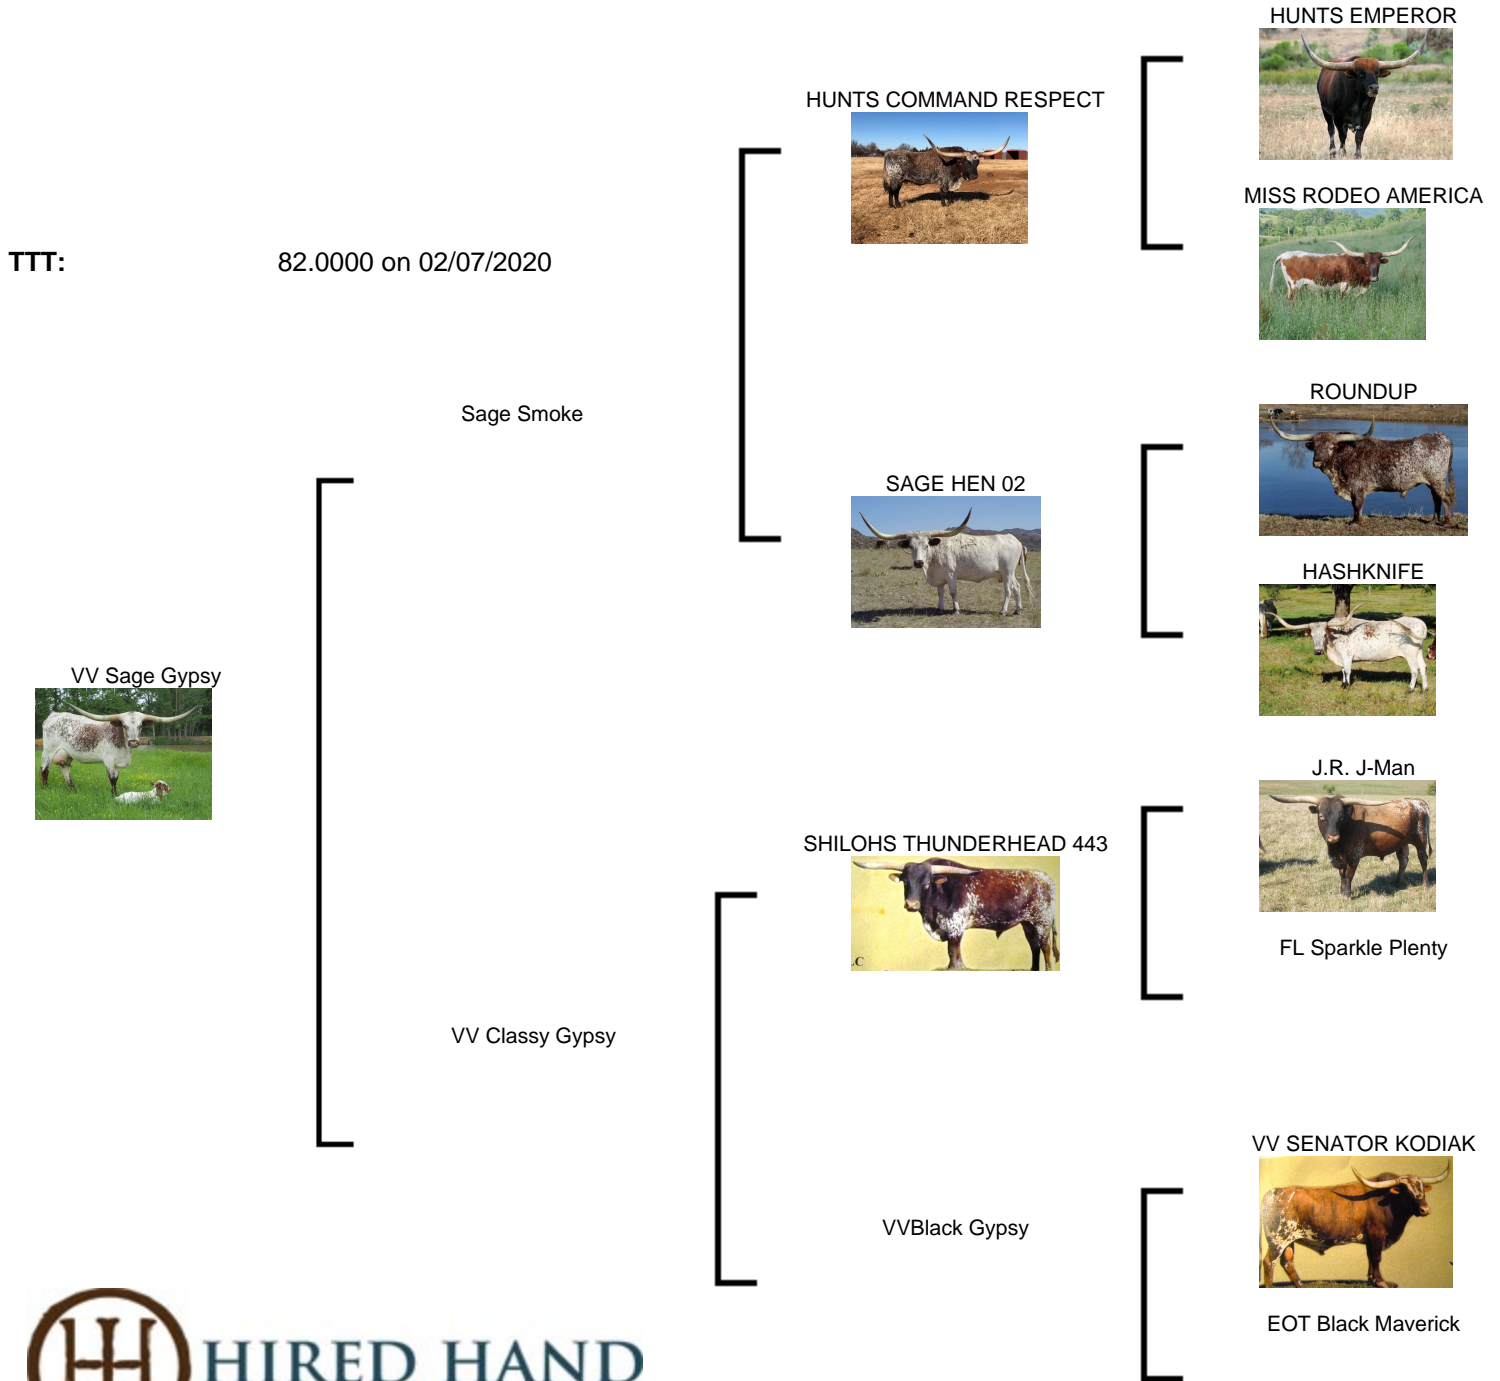 HUNTS EMPEROR
HUNTS COMMAND RESPECT
MISS RODEO AMERICA
TTT: 82.0000 on 02/07/2020
ROUNDUP
Sage Smoke
SAGE HEN 02
HASHKNIFE
VV Sage Gypsy
J.R. J-Man
SHILOHS THUNDERHEAD 443
.C
FL Sparkle Plenty
VV Classy Gypsy
VV SENATOR KODIAK
VVBlack Gypsy
EOT Black Maverick
HIRED HAND